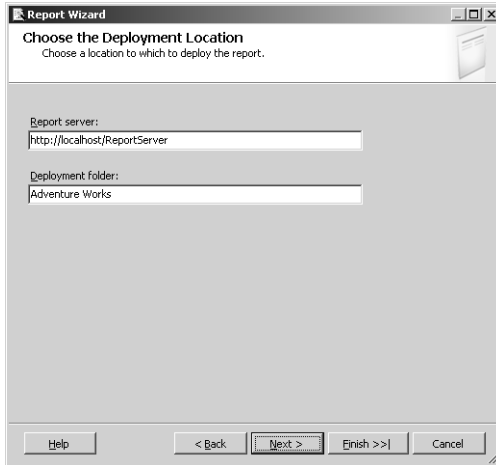 Report Wizard
Choose the Deployment Location
Choose a location to which to deploy the report.
Report server:
http://localhost/ReportServer
Deployment folder:
Adventure Works
Help < Back Next > Finish >>| Cancel